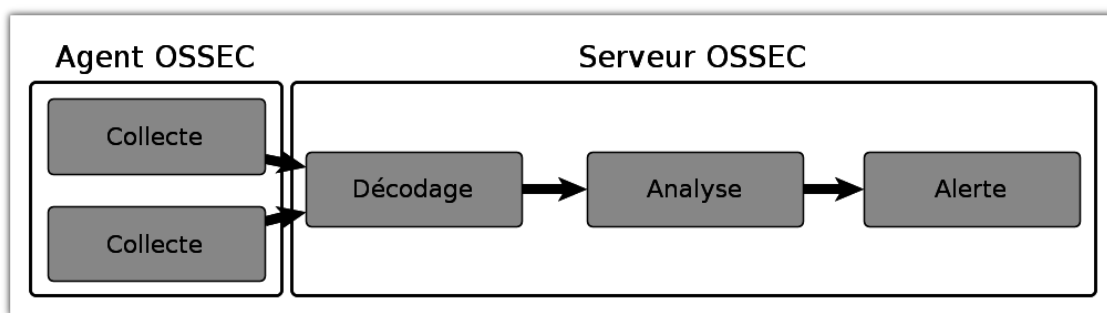 Agent OSSEC
Serveur OSSEC
Collecte
Collecte
Décodage
Analyse
Alerte